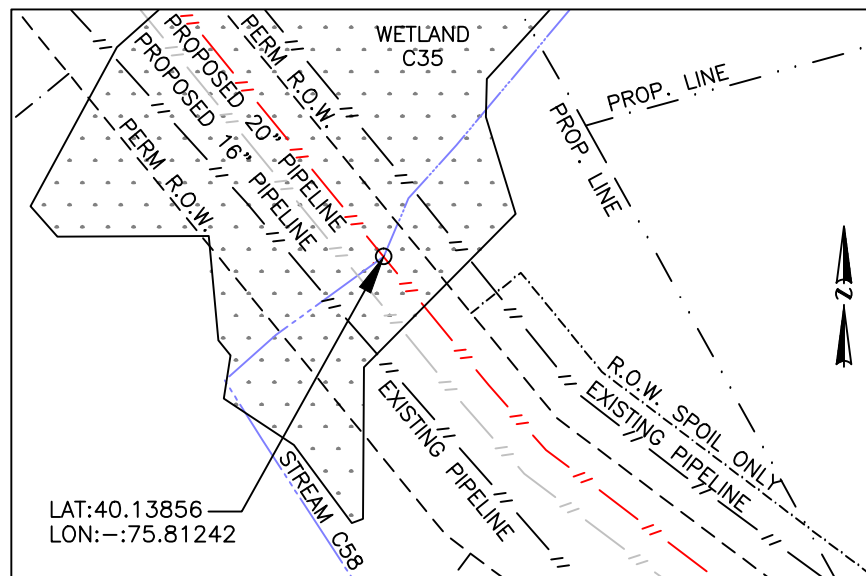 WETLAND
C35
PERM R.O.W.
PROPOSED 20" PIPELINE
PROPOSED 16" PIPELINE
PERM R.O.W.
PROP. LINE
PROP. LINE
N
R.O.W. SPOIL ONLY
EXISTING PIPELINE
EXISTING PIPELINE
STREAM C58
LAT:40.13856
LON:-:75.81242